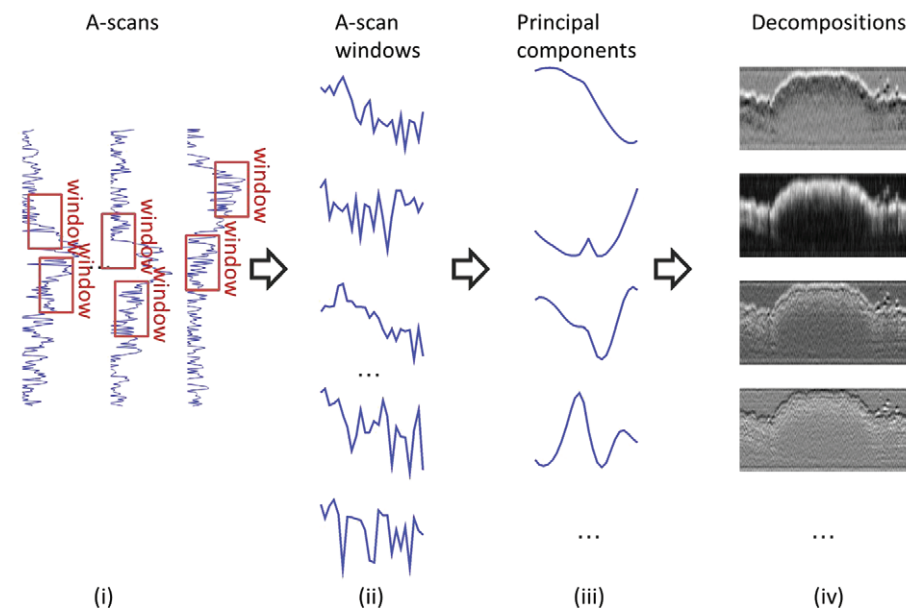 A-scans
A-scan
windows
Principal
components
Decompositions
window
window
window
window
window
window
...
...
...
...
(i)
(ii)
(iii)
(iv)